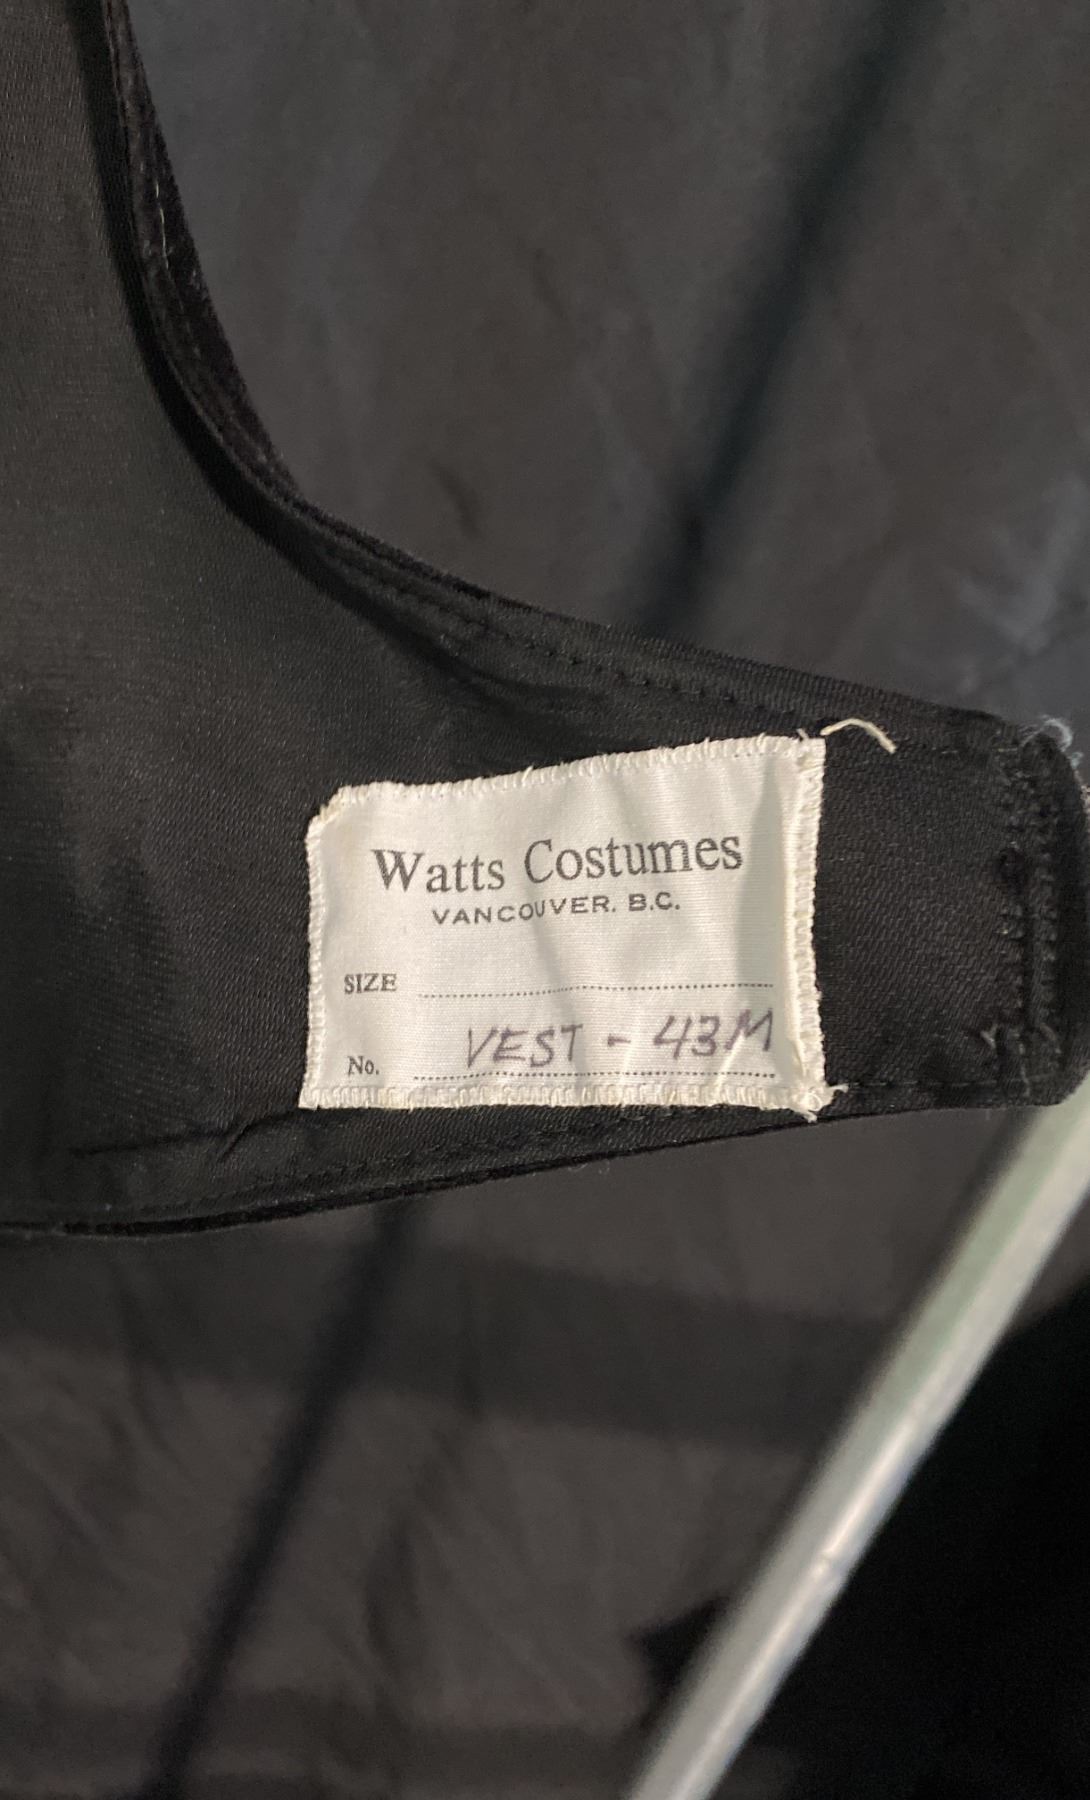 Watts Costumes
VANCOUVER. B.C.
SIZE
No. VEST - 43M